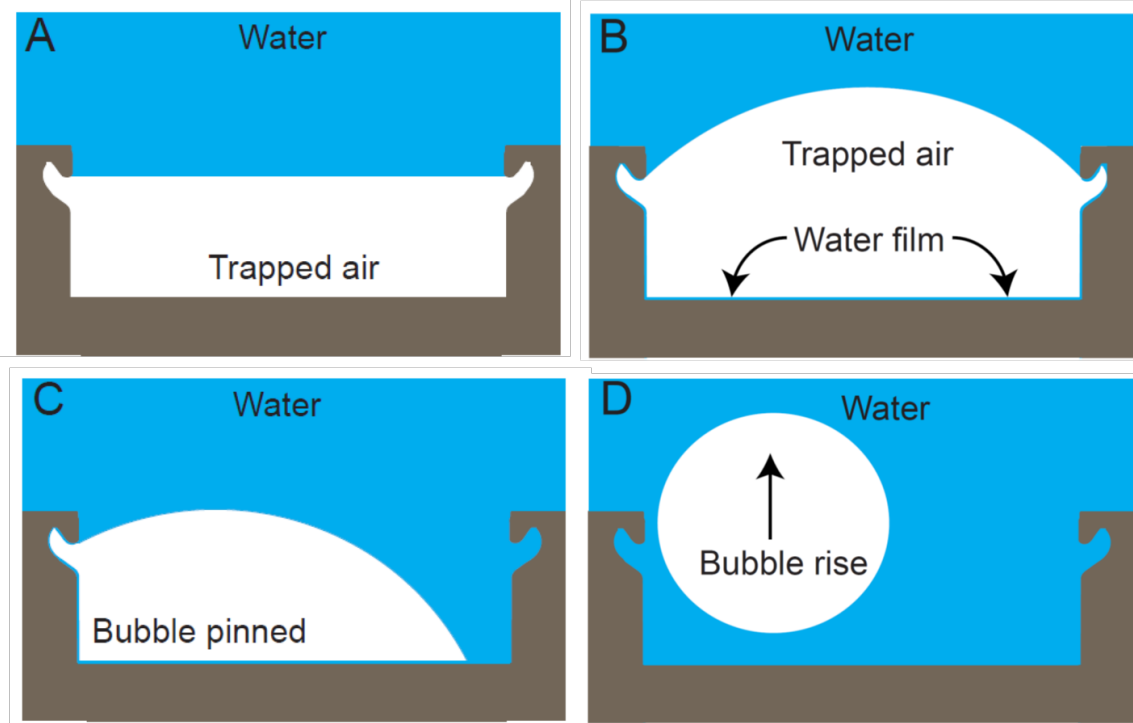 A
Water
Trapped air
B
Water
Trapped air
Water film
C
Water
Bubble pinned
D
Water
Bubble rise